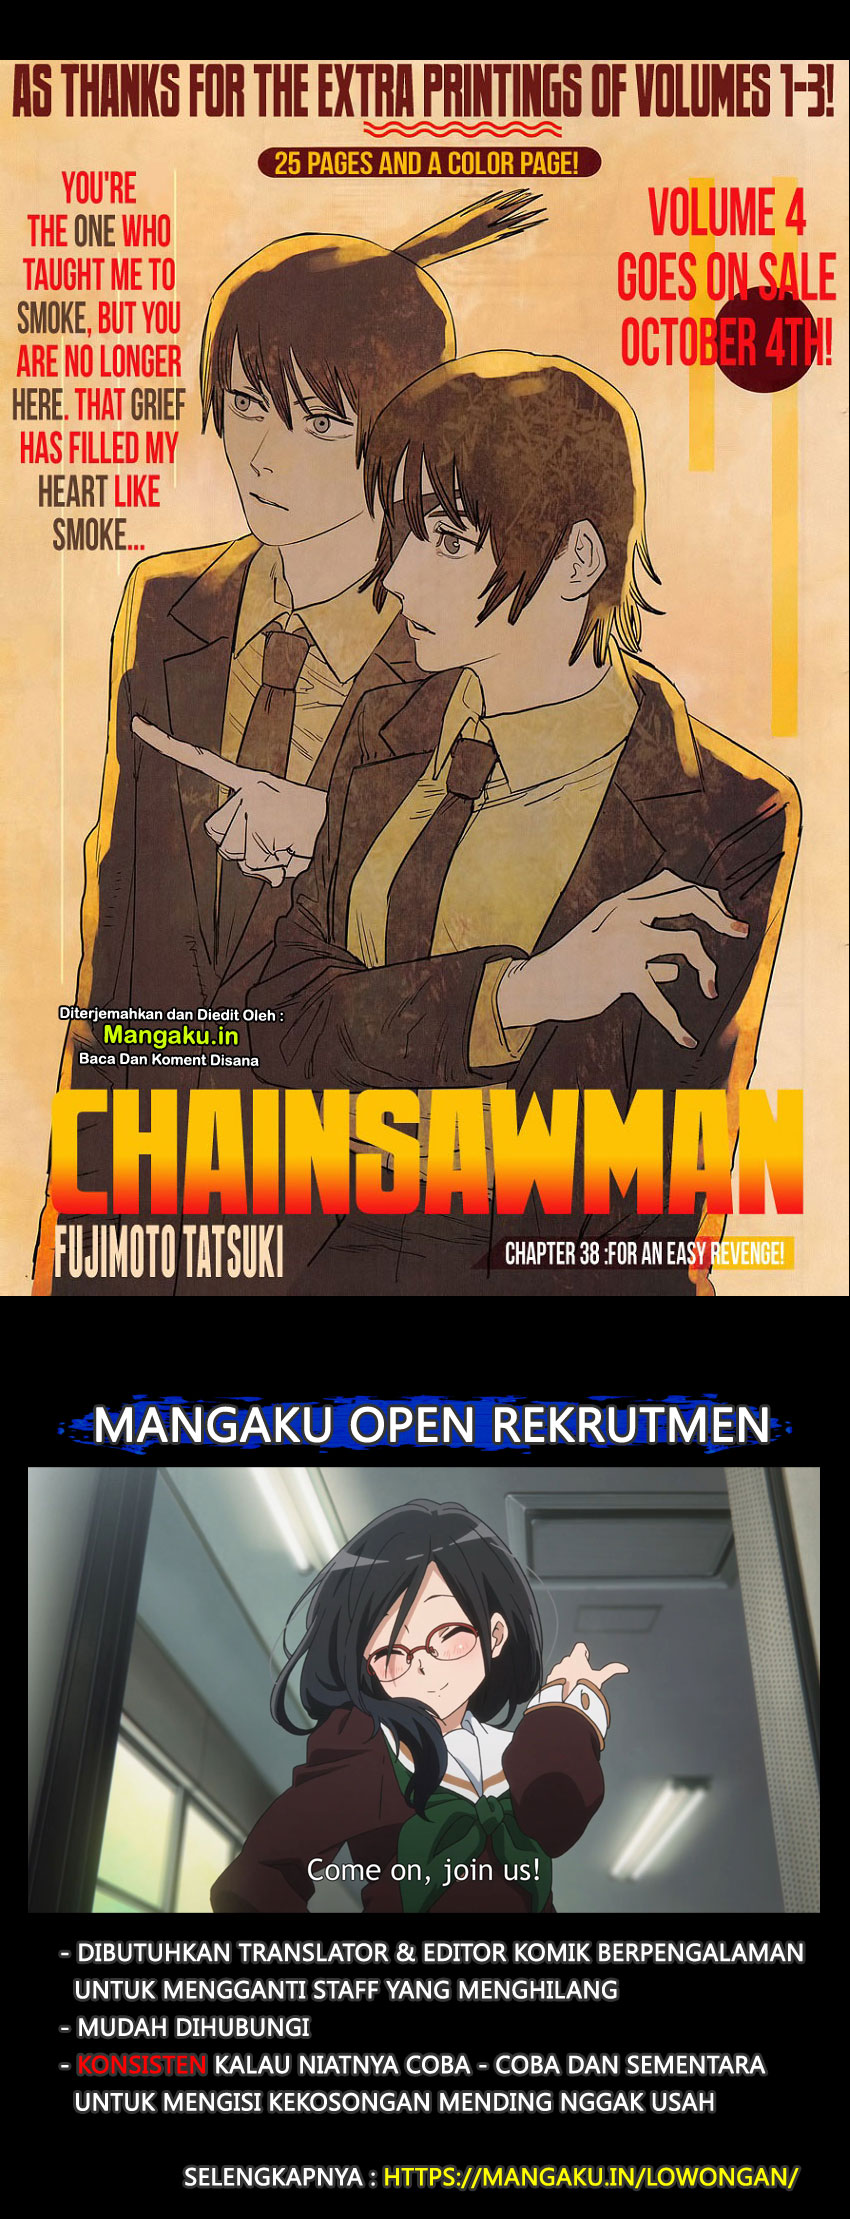 AS THANKS FOR THE EXTRA PRINTINGS OF VOLUMES 1-3!
25 PAGES AND A COLOR PAGE!
YOU'RE
THE ONE WHO
TAUGHT ME TO
SMOKE, BUT YOU
ARE NO LONGER
HERE. THAT GRIEF
HAS FILLED MY
HEART LIKE
SMOKE...
VOLUME 4
GOES ON SALE
OCTOBER 4TH!
Diterjemahkan dan Diedit Oleh :
Mangaku.in
Baca Dan Koment Disana
CHAINSAWMAN
FUJIMOTO TATSUKI
CHAPTER 38 :FOR AN EASY REVENGE!
MANGAKU OPEN REKRUTMEN
Come on, join us!
- DIBUTUHKAN TRANSLATOR & EDITOR KOMIK BERPENGALAMAN
UNTUK MENGGANTI STAFF YANG MENGHILANG
- MUDAH DIHUBUNGI
- KONSISTEN KALAU NIATNYA COBA - COBA DAN SEMENTARA
UNTUK MENGISI KEKOSONGAN MENDING NGGAK USAH
SELENGKAPNYA : HTTPS://MANGAKU.IN/LOWONGAN/